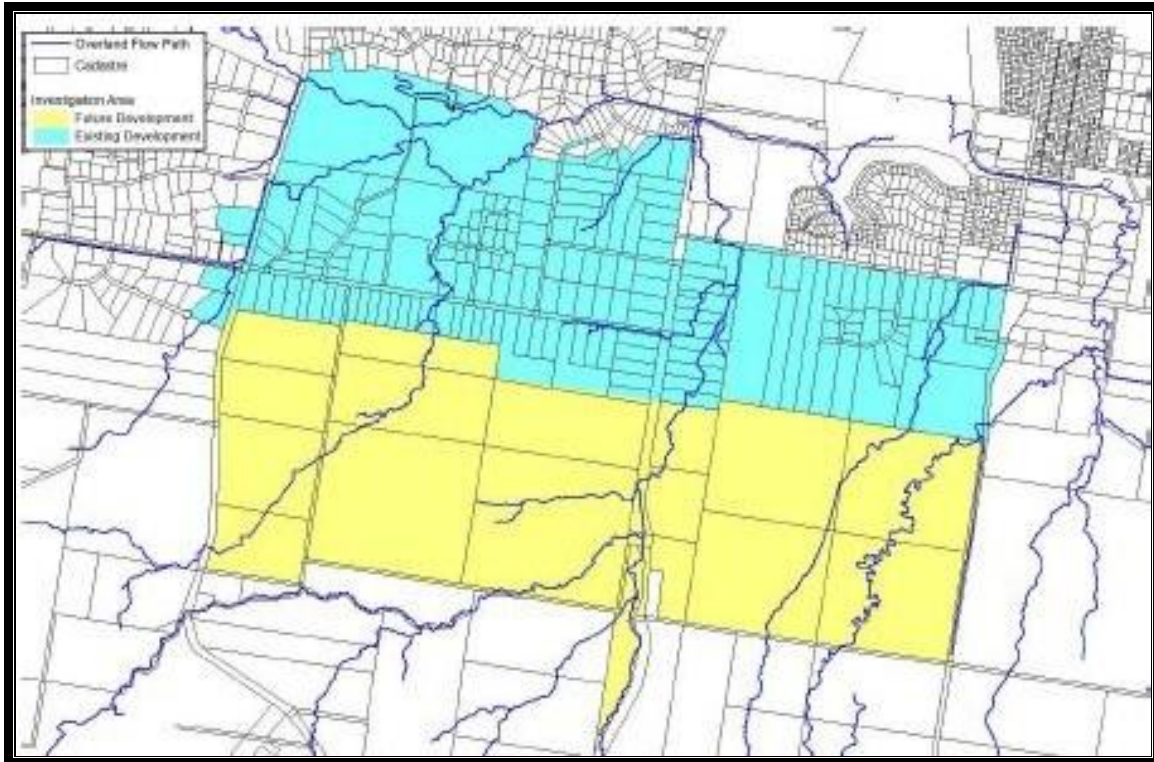 Overland Flow Path
Cadastre
Investigation Area
Future Development
Existing Development